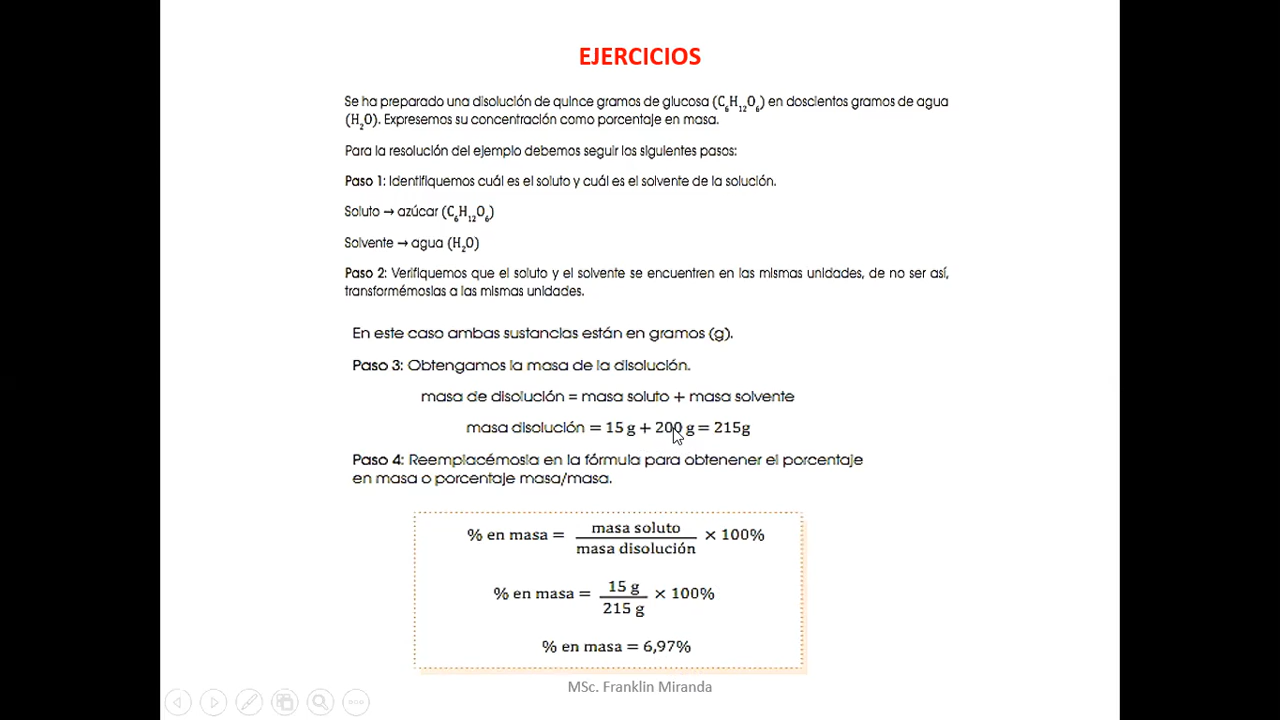 EJERCICIOS
Se ha preparado una disolución de quince gramos de glucosa (C₆H₁₂O₆) en doscientos gramos de agua
(H₂O). Expresemos su concentración como porcentaje en masa.
Para la resolución del ejemplo debemos seguir los siguientes pasos:
Paso 1: Identifiquemos cuál es el soluto y cuál es el solvente de la solución.
Soluto → azúcar (C₆H₁₂O₆)
Solvente → agua (H₂O)
Paso 2: Verifiquemos que el soluto y el solvente se encuentren en las mismas unidades, de no ser así,
transformémoslas a las mismas unidades.
En este caso ambas sustancias están en gramos (g).
Paso 3: Obtengamos la masa de la disolución.
masa de disolución = masa soluto + masa solvente
masa disolución = 15 g + 200 g = 215g
Paso 4: Reemplacémosla en la fórmula para obtenener el porcentaje
en masa o porcentaje masa/masa.
% en masa = masa soluto / masa disolución × 100%
% en masa = 15 g / 215 g × 100%
% en masa = 6,97%
MSc. Franklin Miranda